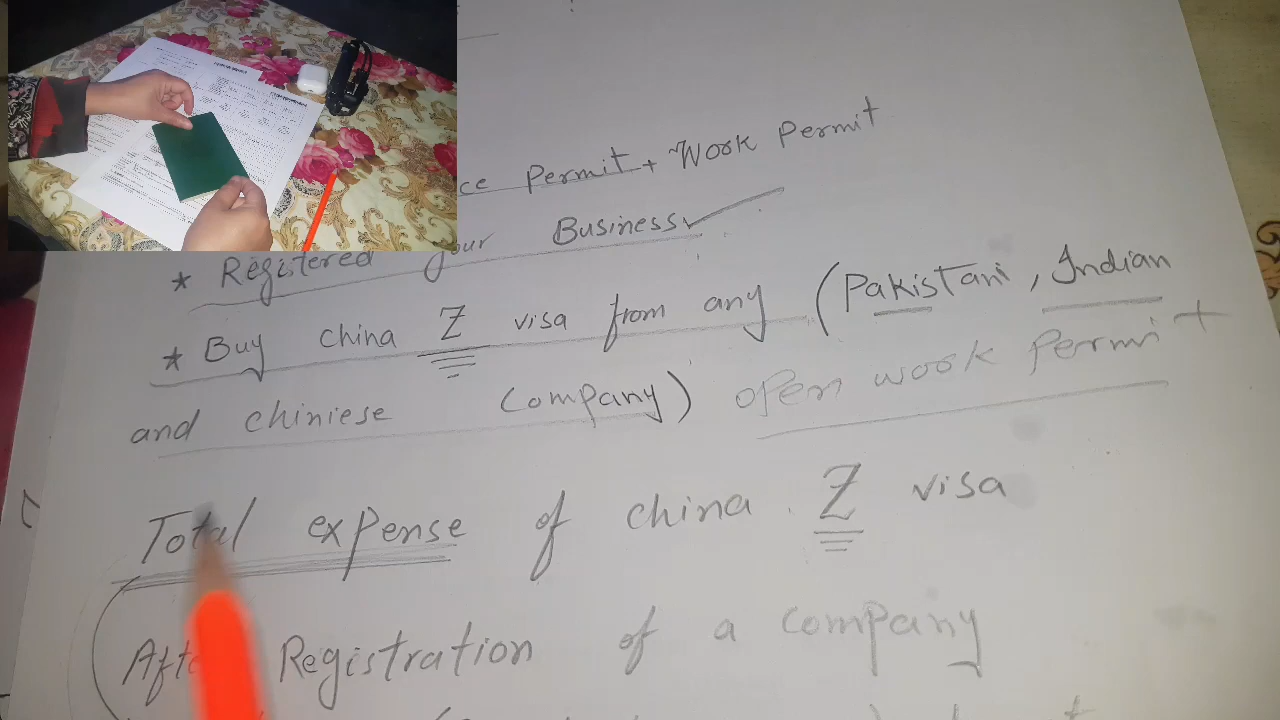 ce Permit + Work Permit
* Registered your Business ✓
* Buy china Z visa from any (Pakistani, Indian
and chiniese company) open work Permit
Total expense of china Z visa
After Registration of a company